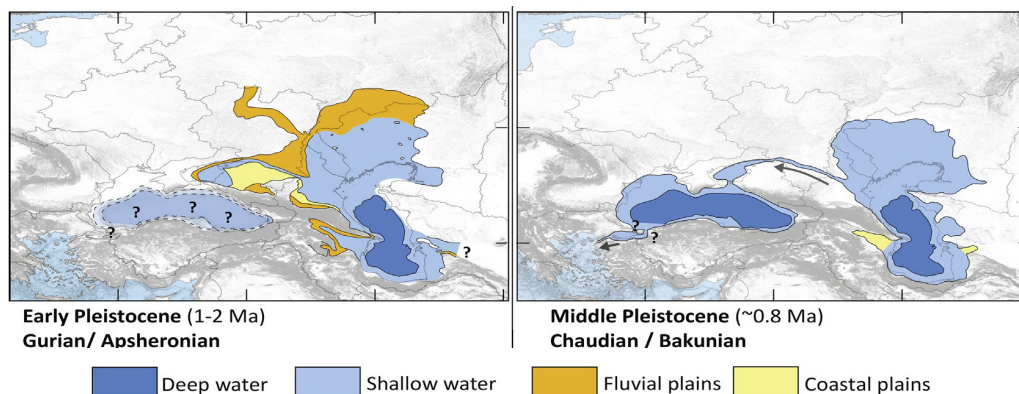 ?
?
?
?
?
?
?
Early Pleistocene (1-2 Ma)
Gurian/ Apsheronian
Middle Pleistocene (~0.8 Ma)
Chaudian / Bakunian
Deep water
Shallow water
Fluvial plains
Coastal plains